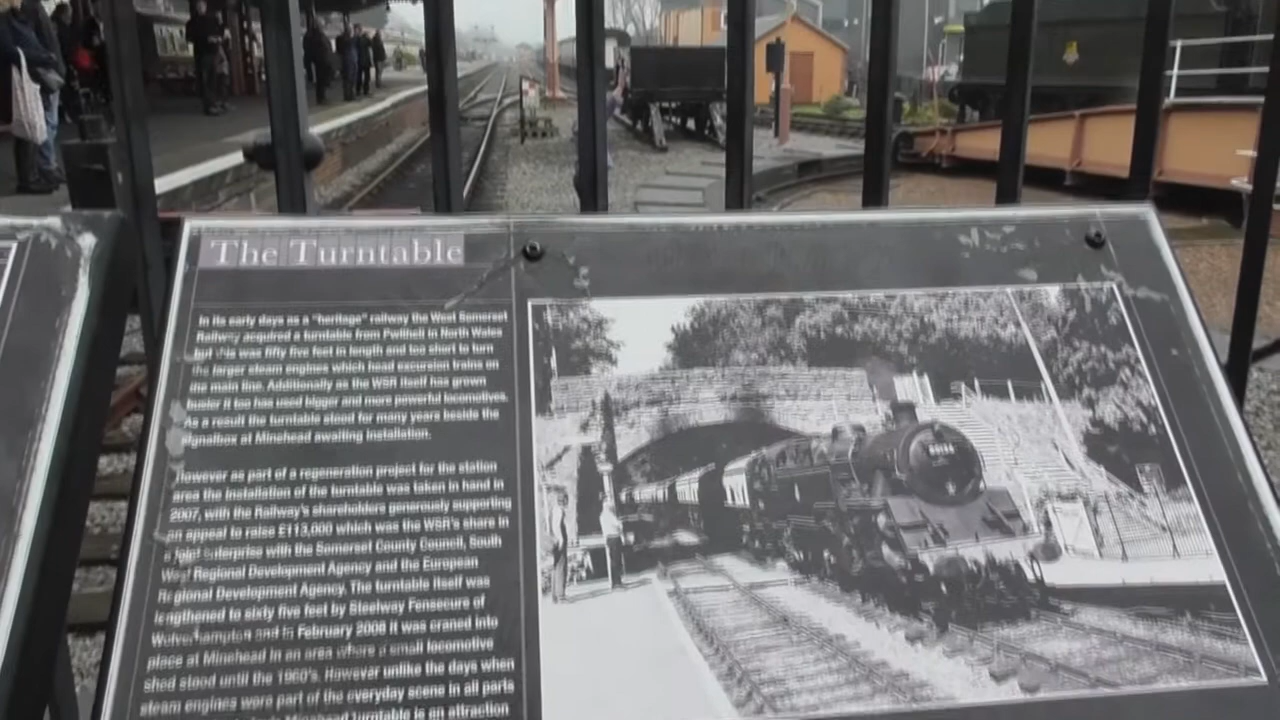 The Turntable
In its early days as a "heritage" railway the West Somerset
Railway acquired a turntable from Pwllheli in North Wales
but this was fifty five feet in length and too short to turn
the larger steam engines which head excursion trains on
the main line. Additionally as the WSR itself has grown
busier it too has used bigger and more powerful locomotives.
As a result the turntable stood for many years beside the
signalbox at Minehead awaiting installation.
However as part of a regeneration project for the station
area the installation of the turntable was taken in hand in
2007, with the Railway's shareholders generously supporting
an appeal to raise £113,000 which was the WSR's share in
a joint enterprise with the Somerset County Council, South
West Regional Development Agency and the European
Regional Development Agency. The turntable itself was
lengthened to sixty five feet by Steelway Fensecure of
Wolverhampton and in February 2008 it was craned into
place at Minehead in an area where a small locomotive
shed stood until the 1960's. However unlike the days when
steam engines were part of the everyday scene in all parts
Minehead turntable is an attraction